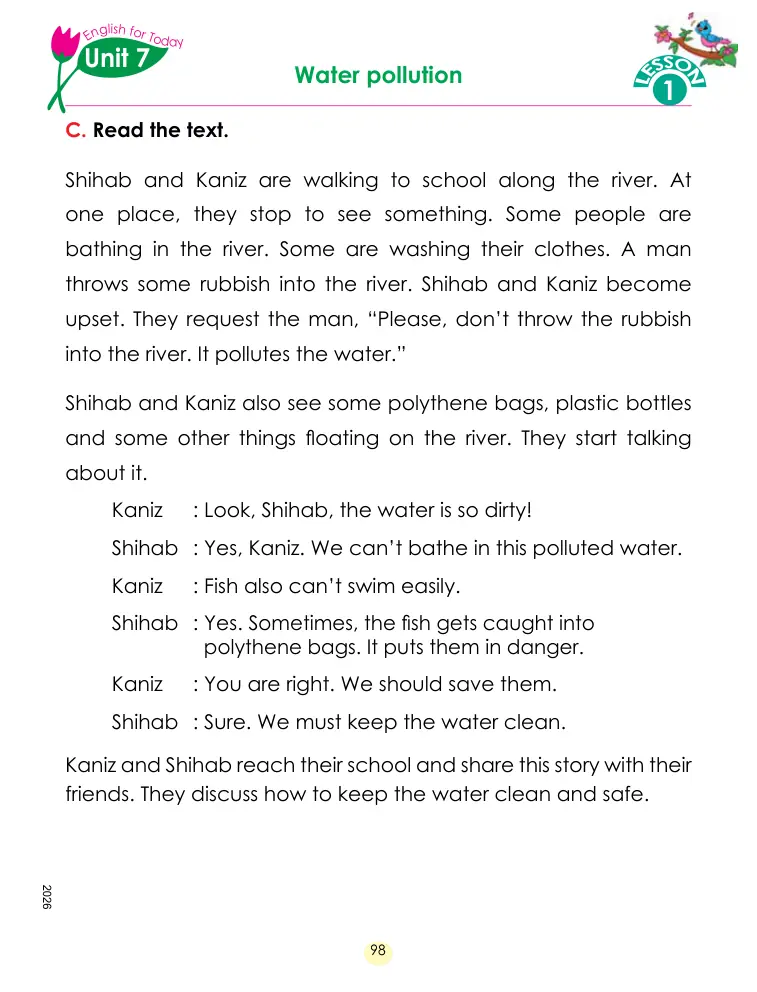 English for Today
Unit 7
Water pollution
LESSON
1
C. Read the text.
Shihab and Kaniz are walking to school along the river. At
one place, they stop to see something. Some people are
bathing in the river. Some are washing their clothes. A man
throws some rubbish into the river. Shihab and Kaniz become
upset. They request the man, “Please, don’t throw the rubbish
into the river. It pollutes the water.”
Shihab and Kaniz also see some polythene bags, plastic bottles
and some other things floating on the river. They start talking
about it.
Kaniz : Look, Shihab, the water is so dirty!
Shihab : Yes, Kaniz. We can’t bathe in this polluted water.
Kaniz : Fish also can’t swim easily.
Shihab : Yes. Sometimes, the fish gets caught into
polythene bags. It puts them in danger.
Kaniz : You are right. We should save them.
Shihab : Sure. We must keep the water clean.
Kaniz and Shihab reach their school and share this story with their
friends. They discuss how to keep the water clean and safe.
2026
98